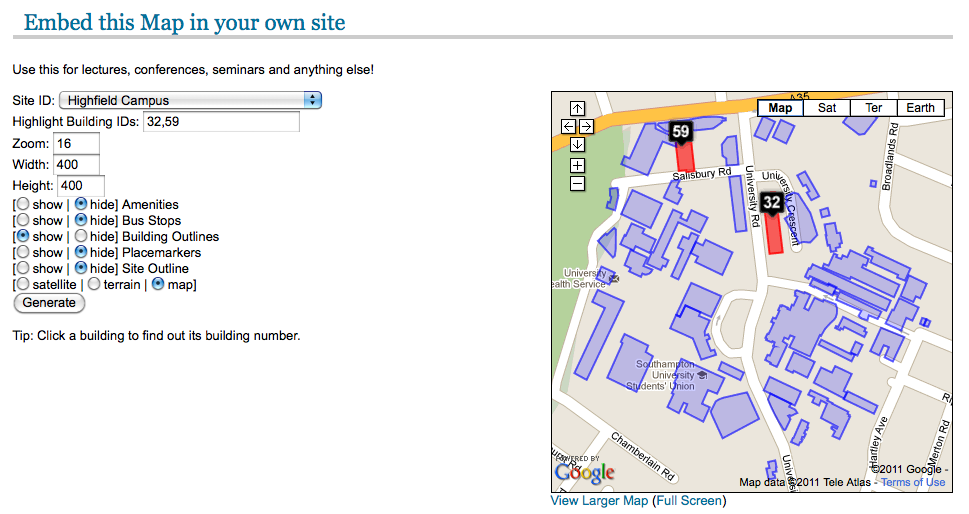 Embed this Map in your own site
Use this for lectures, conferences, seminars and anything else!
Site ID: Highfield Campus
Highlight Building IDs: 32,59
Zoom: 16
Width: 400
Height: 400
[ show | hide] Amenities
[ show | hide] Bus Stops
[ show | hide] Building Outlines
[ show | hide] Placemarkers
[ show | hide] Site Outline
[ satellite | terrain | map]
Generate
Tip: Click a building to find out its building number.
A35
Map Sat Ter Earth
59
Salisbury Rd
University Rd
University Crescent
Broadlands Rd
32
University
ealth Service
Southampton
University
Students' Union
Chamberlain Rd
Hartley Ave
Merton Rd
POWERED BY
Google
©2011 Google -
Map data ©2011 Tele Atlas - Terms of Use
View Larger Map (Full Screen)